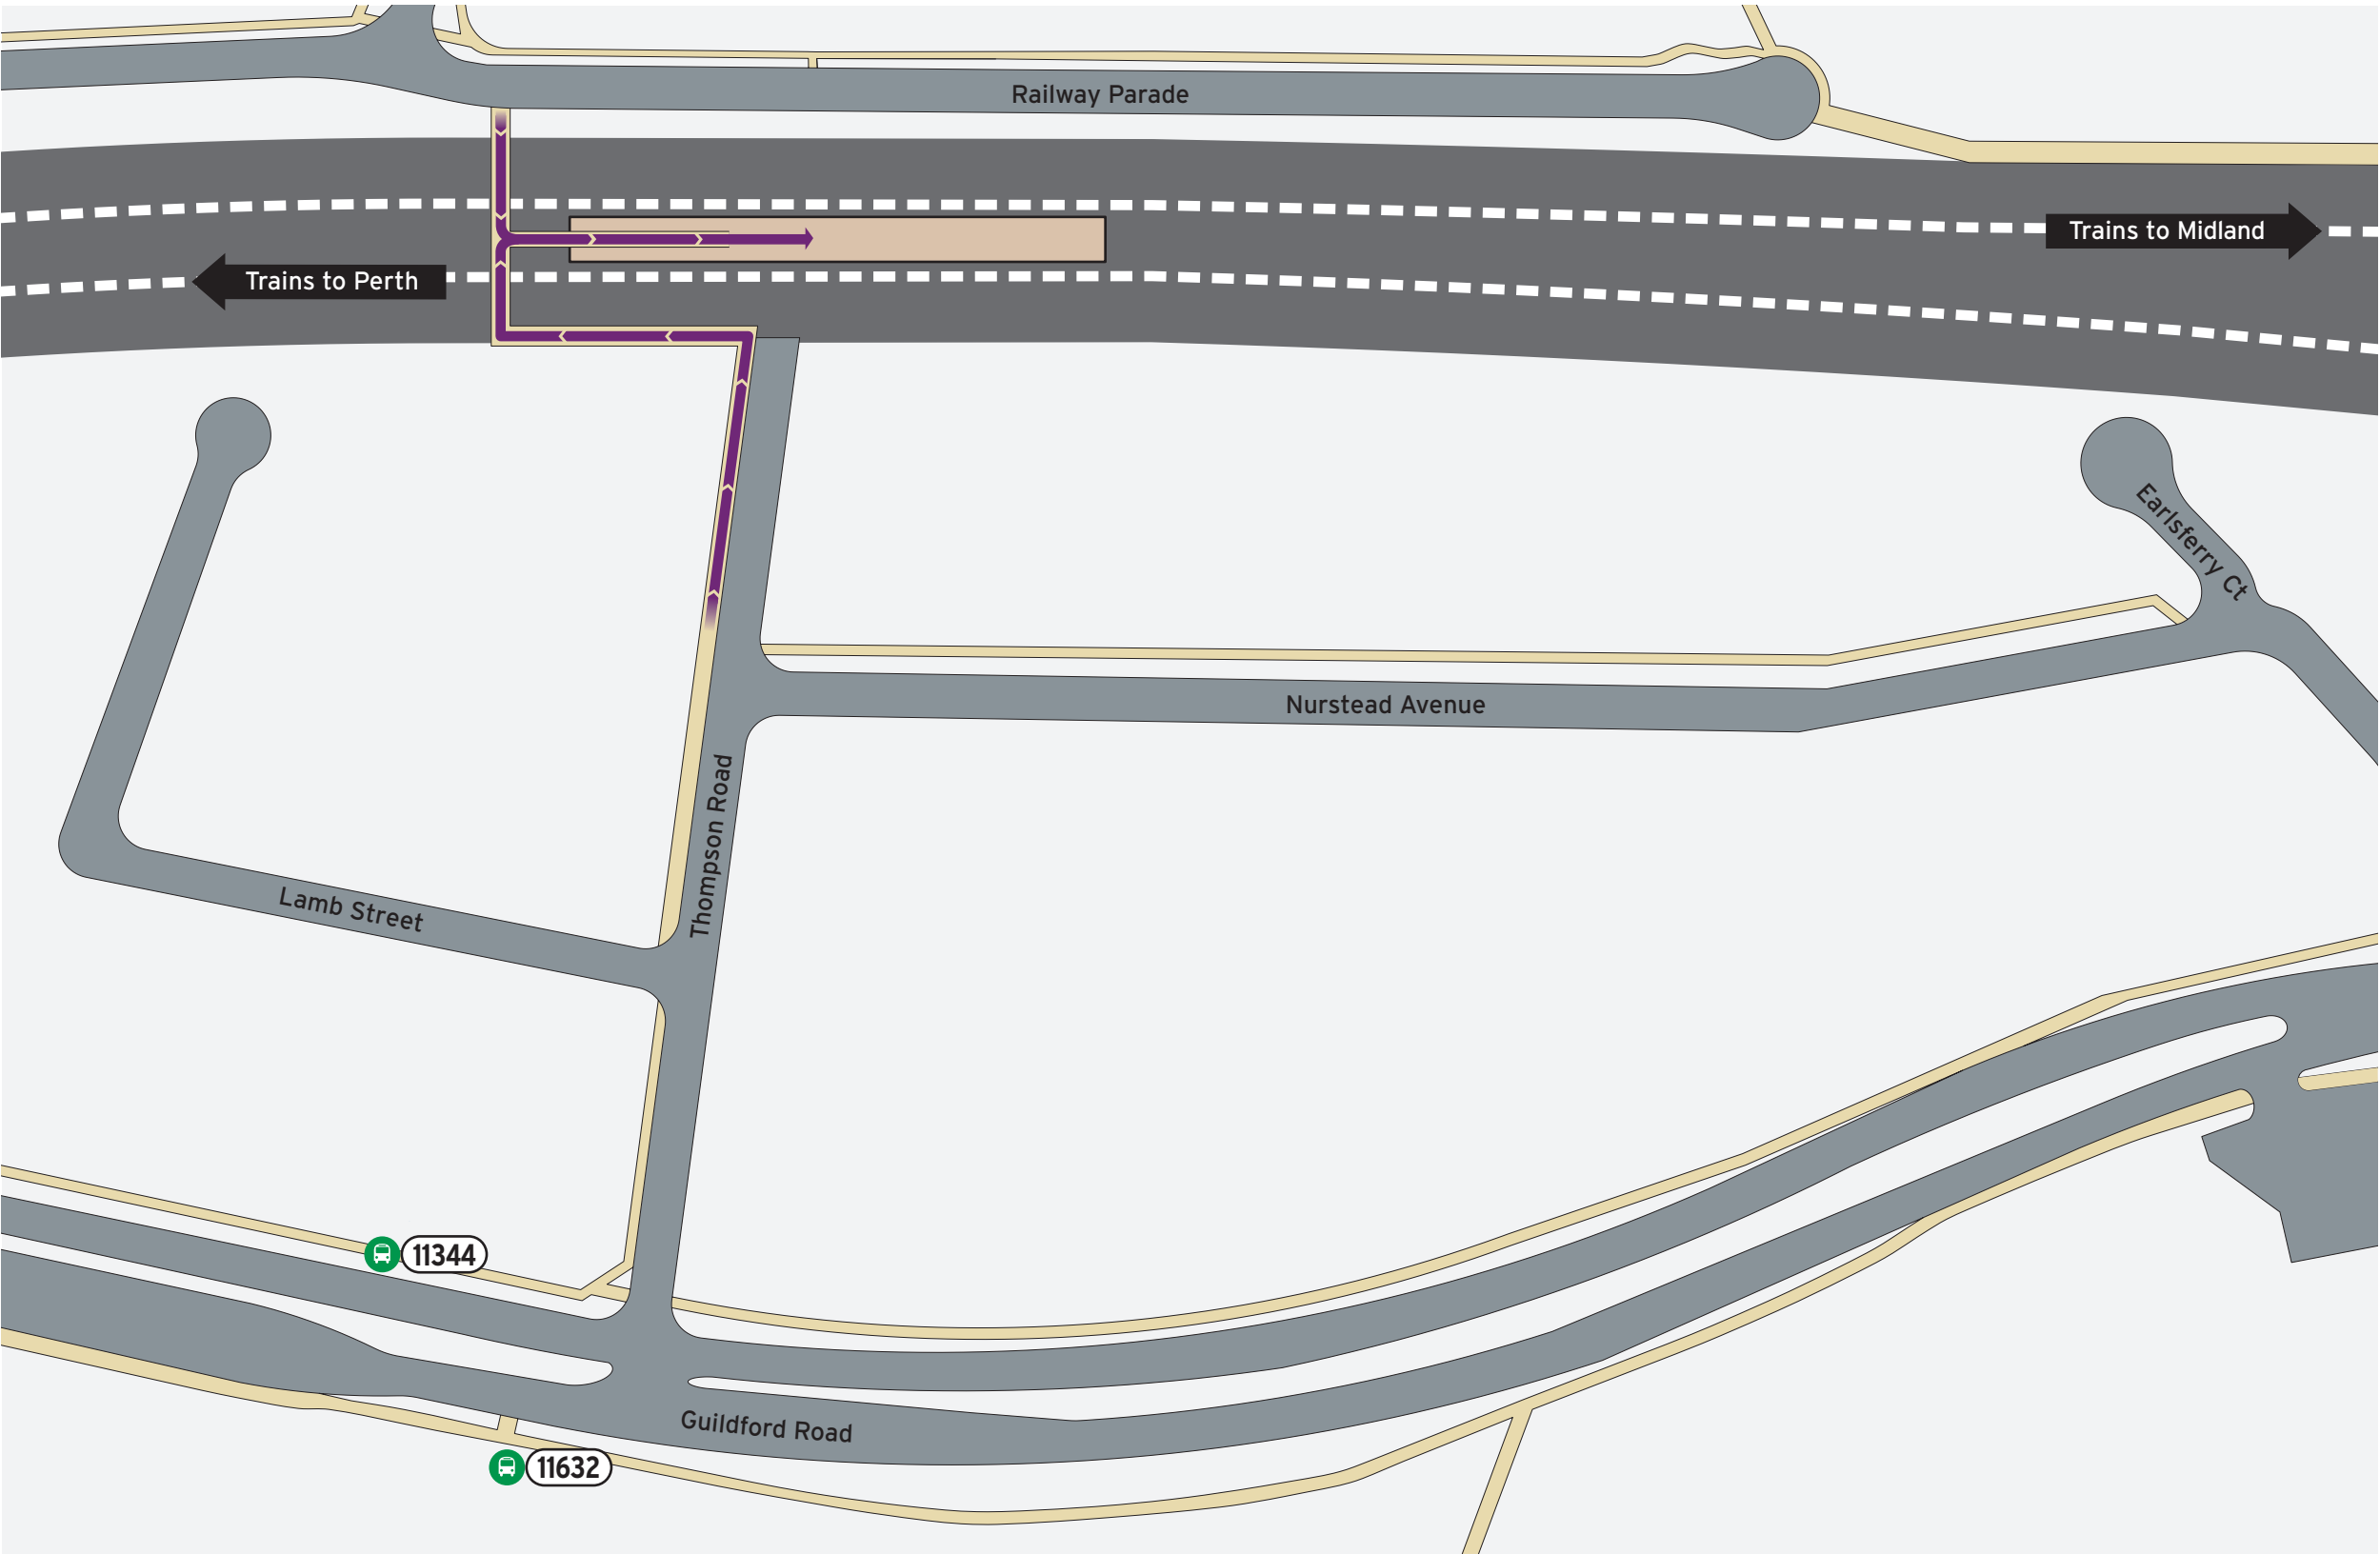 Railway Parade
Trains to Midland
Trains to Perth
Earlsferry Ct
Nurstead Avenue
Thompson Road
Lamb Street
11344
Guildford Road
11632